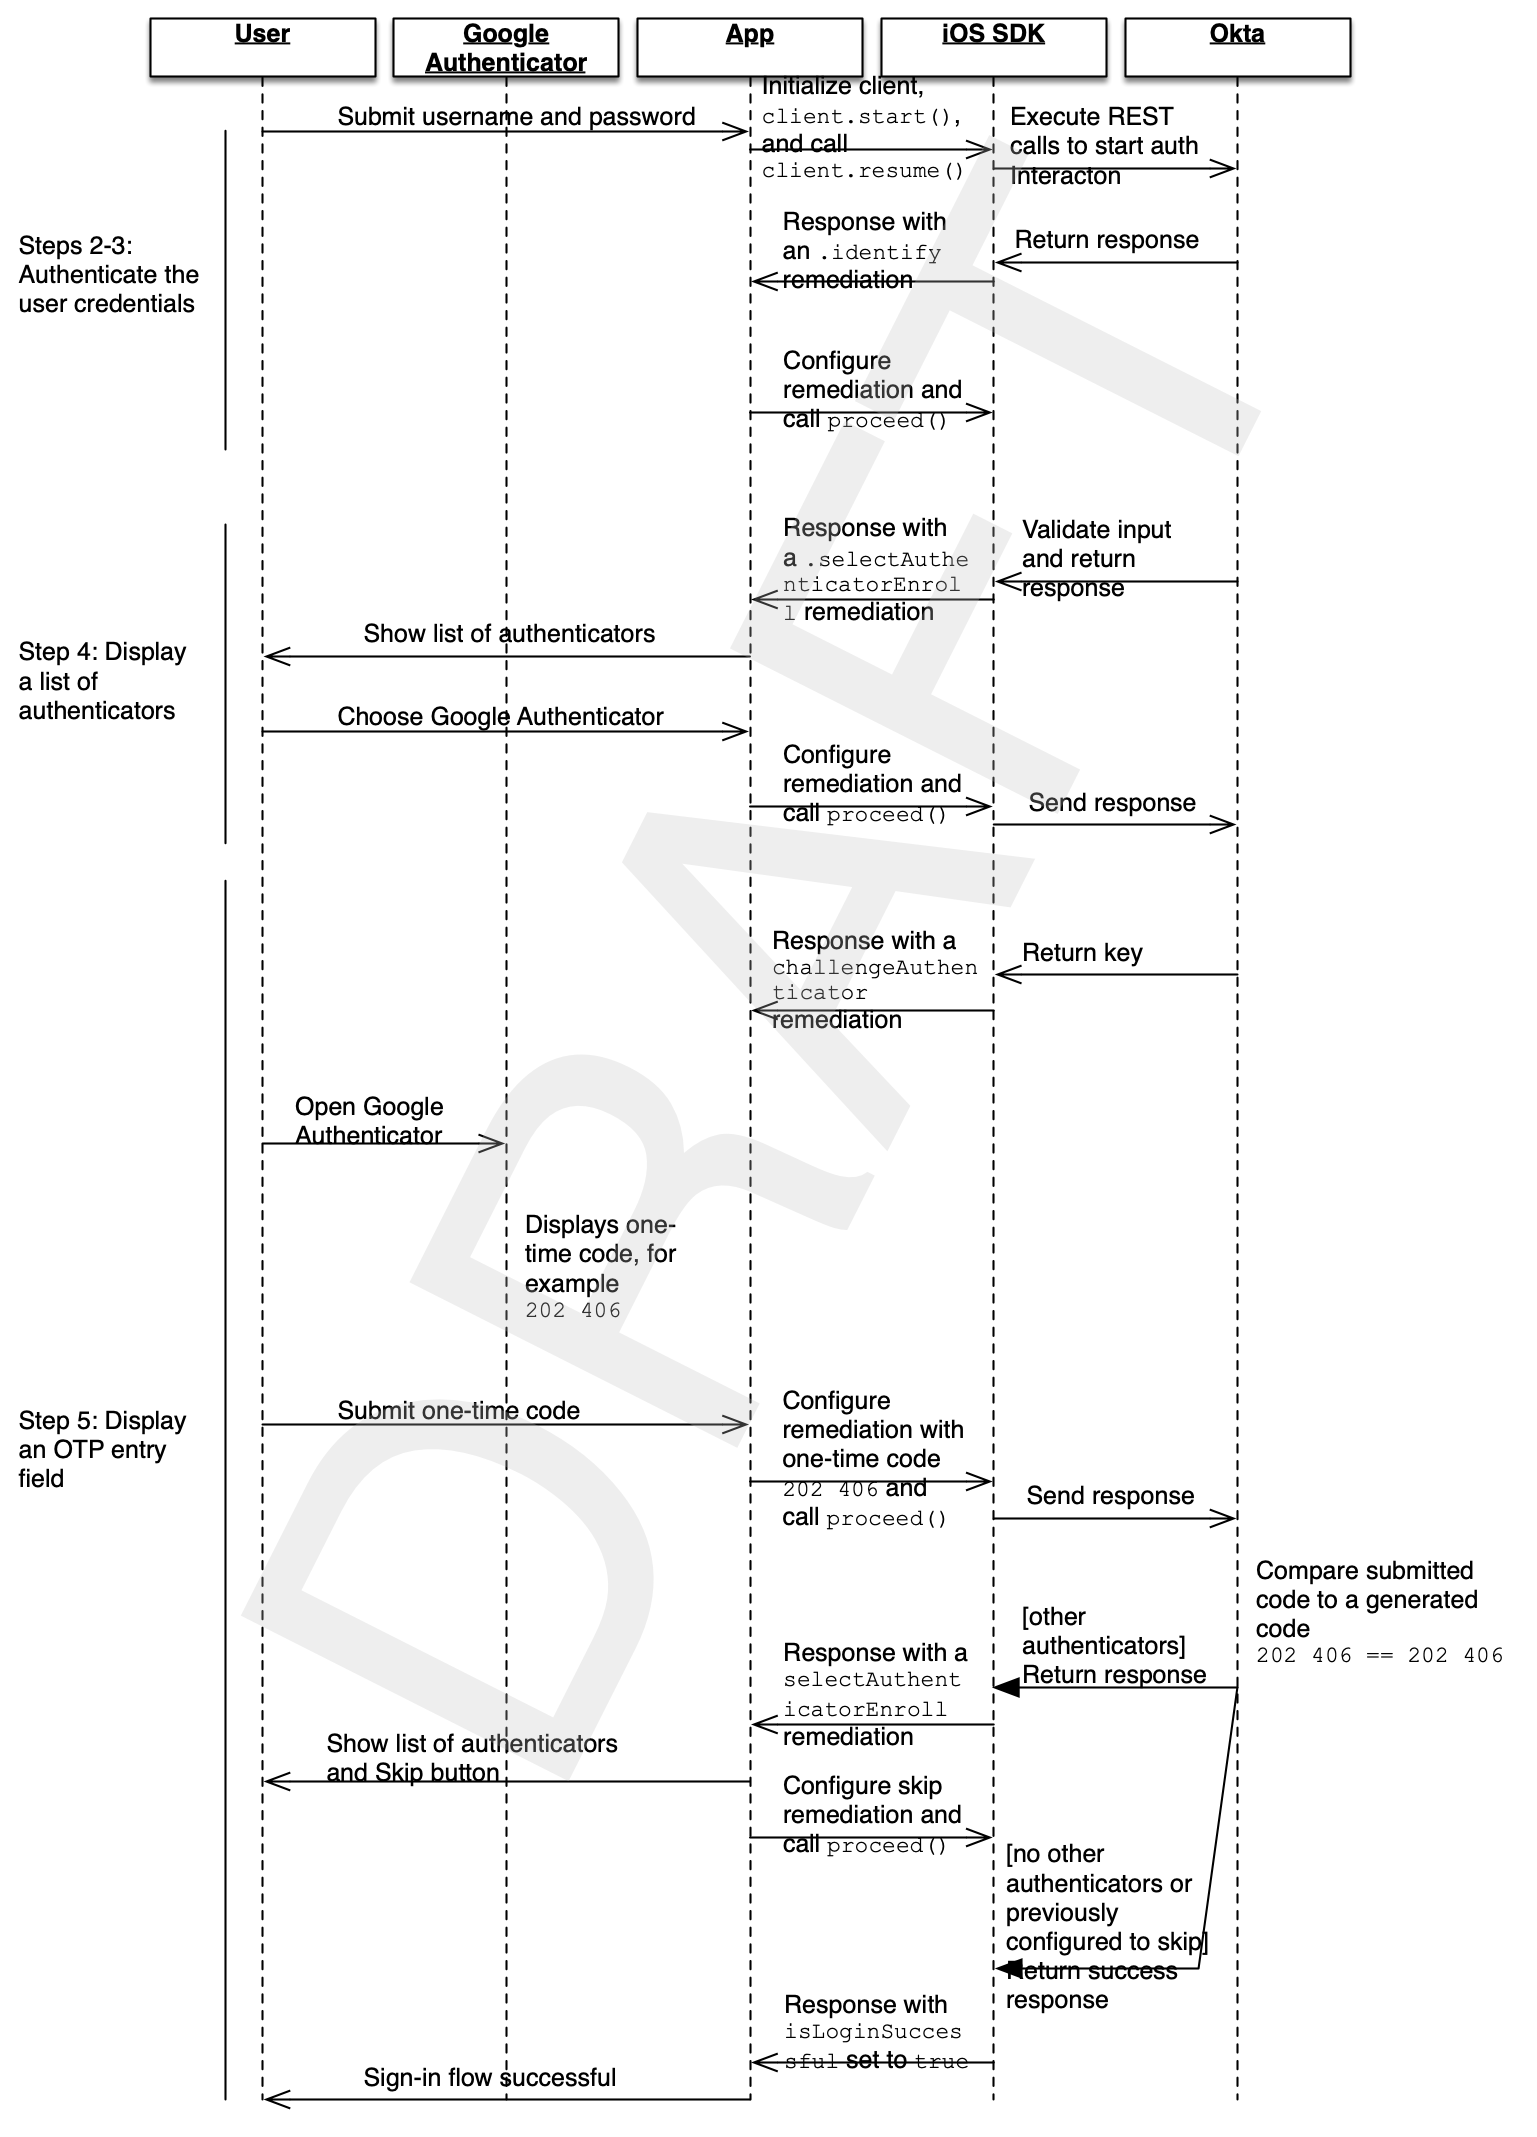 User
Google
Authenticator
App
iOS SDK
Okta
Submit username and password
Initialize client,
client.start(),
and call
client.resume()
Execute REST
calls to start auth
Interacton
Steps 2-3:
Authenticate the
user credentials
Response with
an .identify
remediation
Return response
Configure
remediation and
call proceed()
Response with
a .selectAuthe
nticatorEnrol
l remediation
Validate input
and return
response
Step 4: Display
a list of
authenticators
Show list of authenticators
Choose Google Authenticator
Configure
remediation and
call proceed()
Send response
Response with a
challengeAuthen
ticator
remediation
Return key
Open Google
Authenticator
Displays one-
time code, for
example
202 406
Step 5: Display
an OTP entry
field
Submit one-time code
Configure
remediation with
one-time code
202 406 and
call proceed()
Send response
Compare submitted
code to a generated
code
202 406 == 202 406
[other
authenticators]
Return response
Response with a
selectAuthent
icatorEnroll
remediation
Show list of authenticators
and Skip button
Configure skip
remediation and
call proceed()
[no other
authenticators or
previously
configured to skip]
Return success
response
Response with
isLoginSucces
sful set to true
Sign-in flow successful
DRAFT